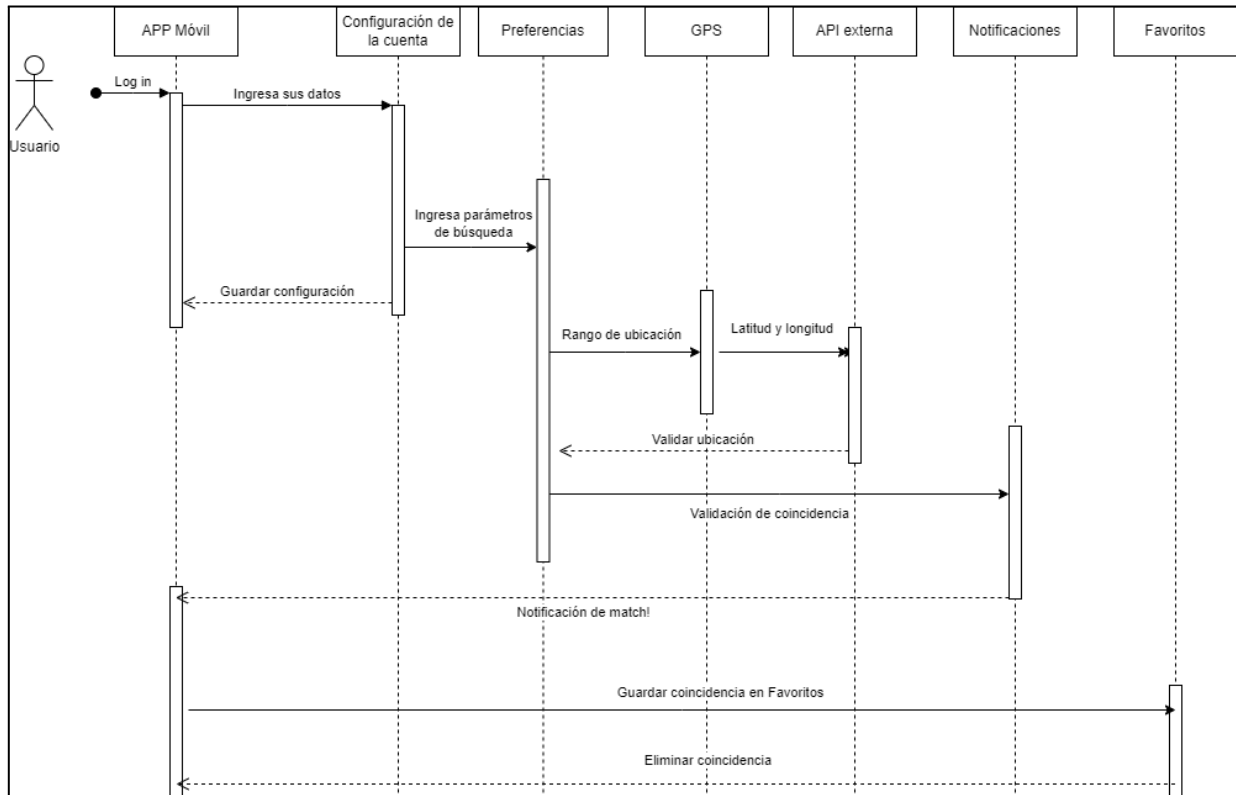 APP Móvil
Configuración de
la cuenta
Preferencias
GPS
API externa
Notificaciones
Favoritos
Usuario
Log in
Ingresa sus datos
Ingresa parámetros
de búsqueda
Guardar configuración
Rango de ubicación
Latitud y longitud
Validar ubicación
Validación de coincidencia
Notificación de match!
Guardar coincidencia en Favoritos
Eliminar coincidencia